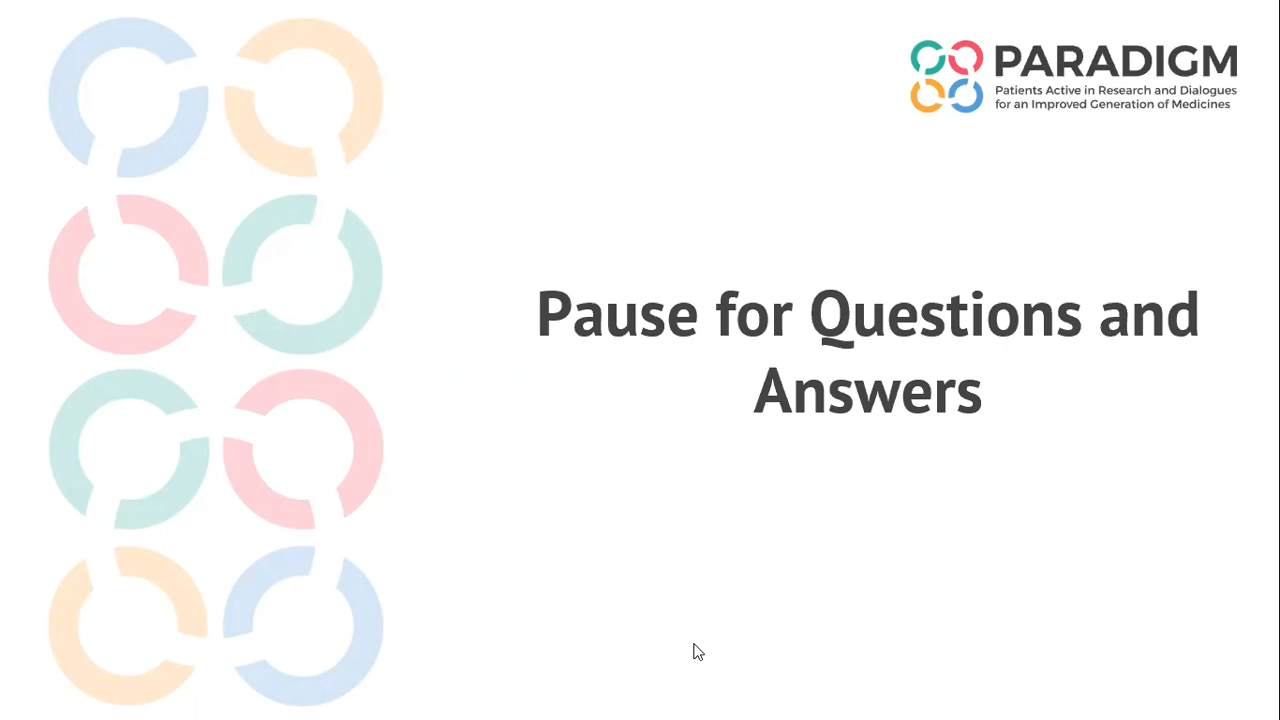 PARADIGM
Patients Active in Research and Dialogues
for an Improved Generation of Medicines
Pause for Questions and
Answers